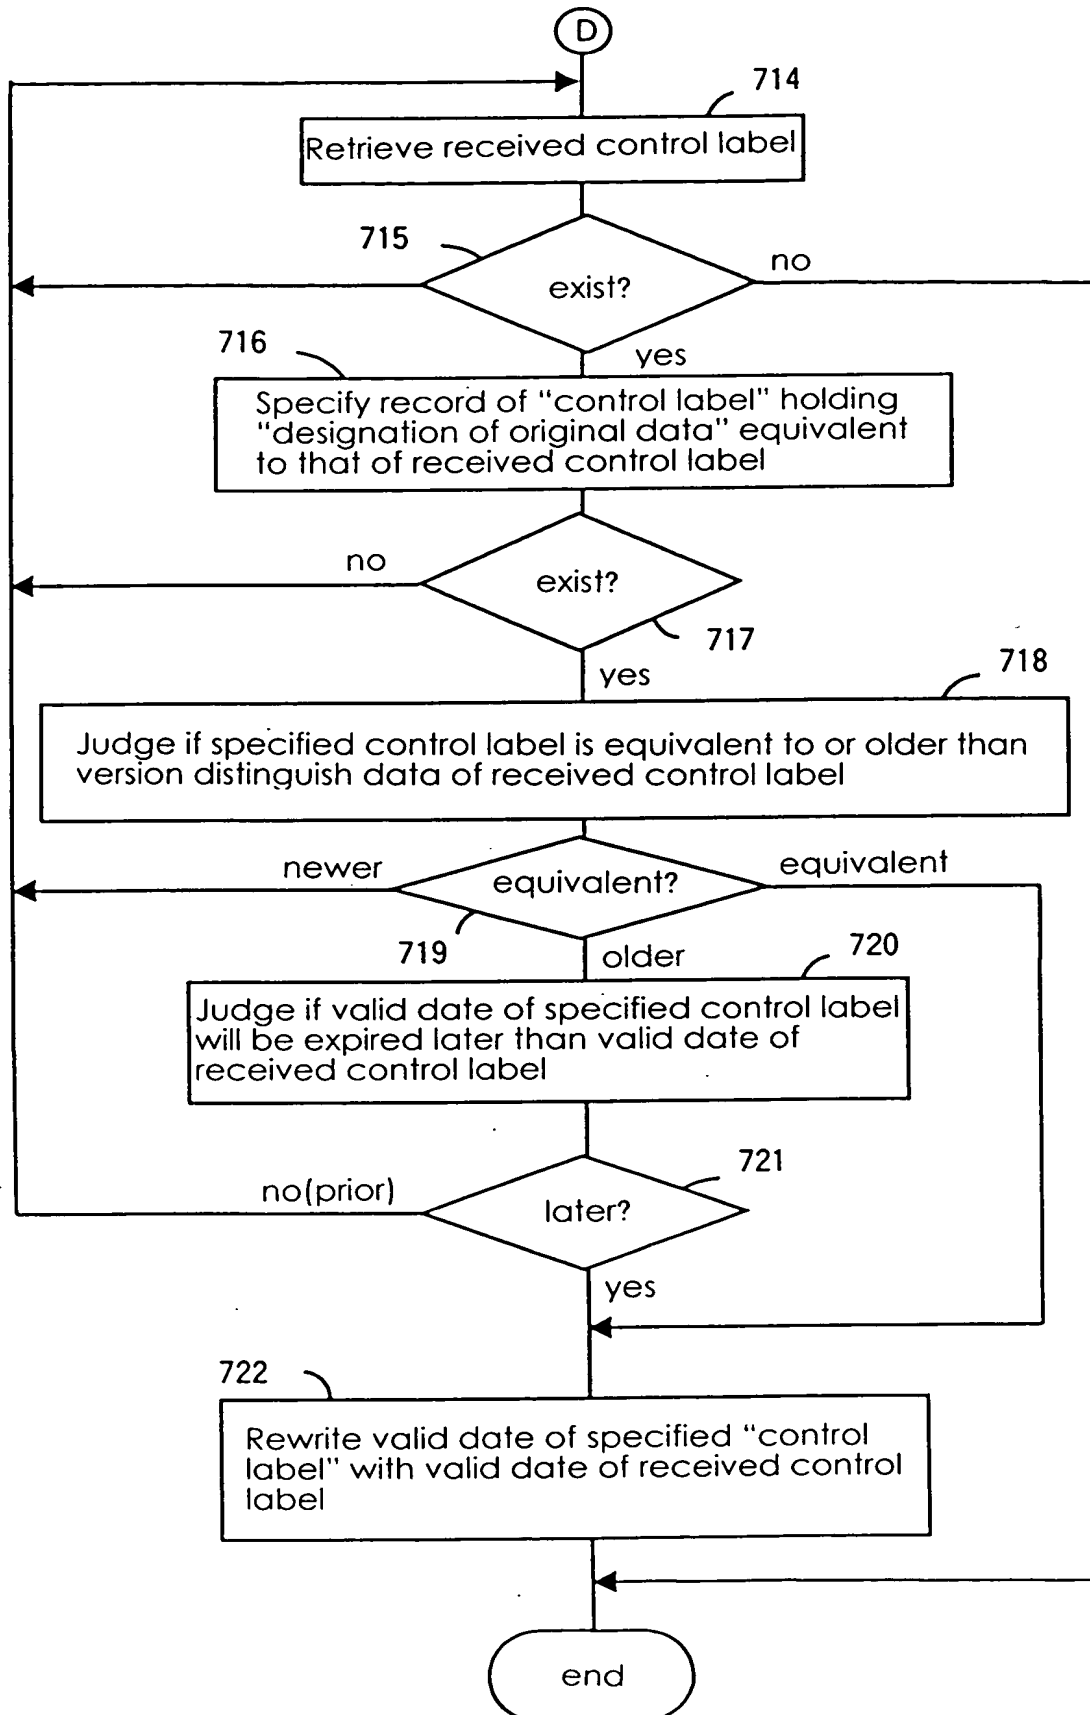 D
714
Retrieve received control label
715
exist?
no
yes
716
Specify record of "control label" holding
"designation of original data" equivalent
to that of received control label
no
exist?
717
yes
718
Judge if specified control label is equivalent to or older than
version distinguish data of received control label
newer
equivalent?
equivalent
719
older
720
Judge if valid date of specified control label
will be expired later than valid date of
received control label
721
no(prior)
later?
yes
722
Rewrite valid date of specified "control
label" with valid date of received control
label
end